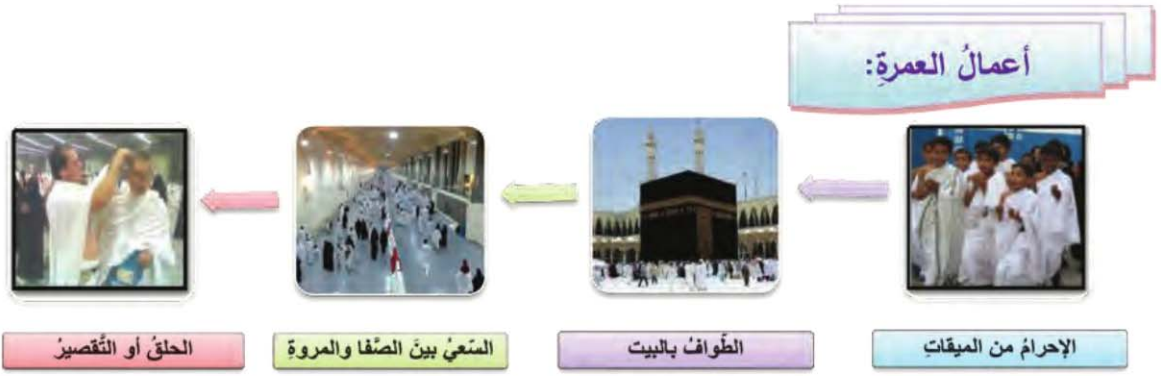 أعمالُ العمرةِ:
الإحرامُ من الميقاتِ
الطّوافُ بالبيت
السّعيُ بينَ الصَّفا والمروةِ
الحلقُ أو التَّقصيرُ